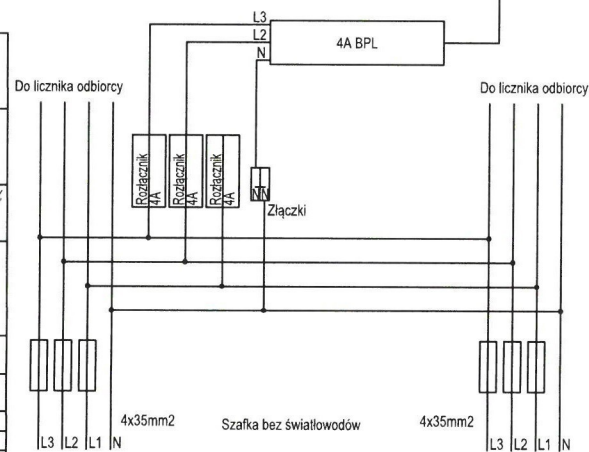 L3
L2
N
4A BPL
Do licznika odbiorcy
Do licznika odbiorcy
Rozłącznik
4A
Rozłącznik
4A
Rozłącznik
4A
NN
Złączki
4x35mm2
Szafka bez światłowodów
4x35mm2
L3 L2 L1 N
L3 L2 L1 N